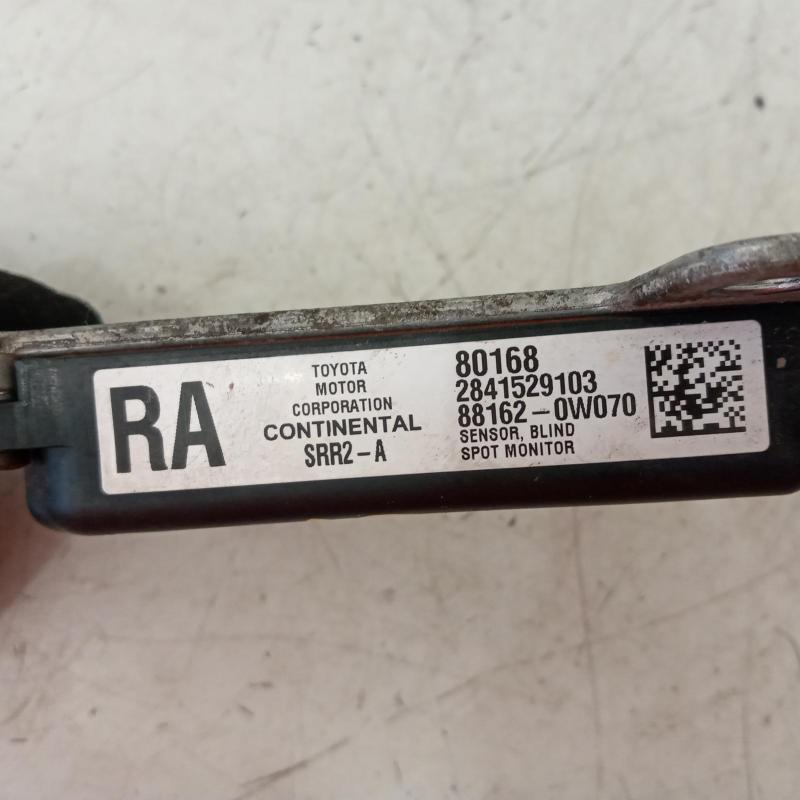 RA
TOYOTA
MOTOR
CORPORATION
CONTINENTAL
SRR2-A
80168
2841529103
88162-0W070
SENSOR, BLIND
SPOT MONITOR